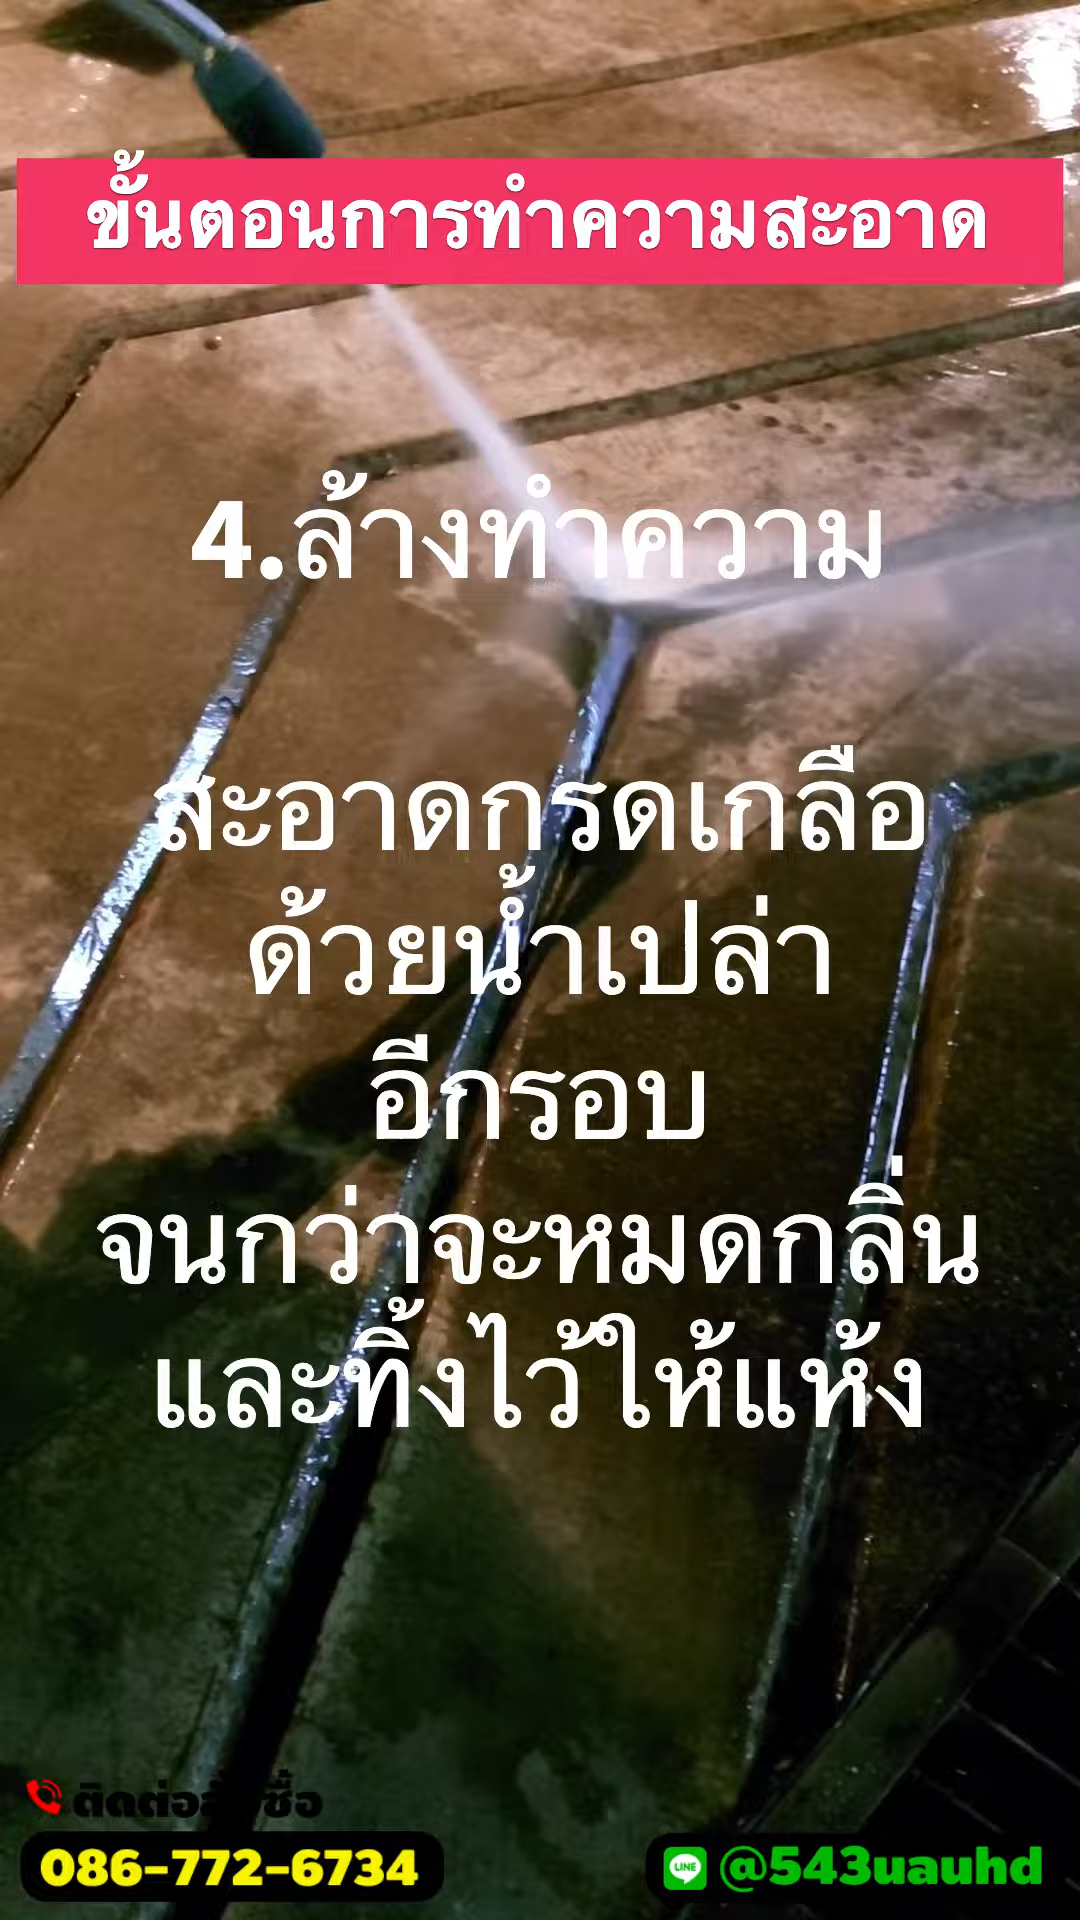 ขั้นตอนการทำความสะอาด
4.ล้างทำความ
สะอาดกรดเกลือ
ด้วยน้ำเปล่า
อีกรอบ
จนกว่าจะหมดกลิ่น
และทิ้งไว้ให้แห้ง
ติดต่อสั่งซื้อ
086-772-6734
LINE @543uauhd